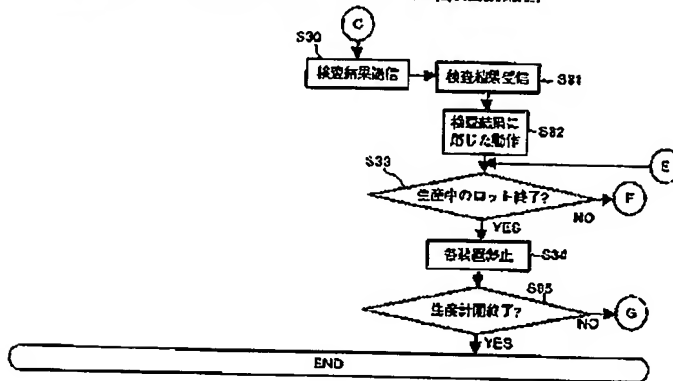 C
S30
検査結果送信
検査結果受信
S31
検査結果に
応じた動作
S32
E
S33
生産中のロット終了?
F
NO
YES
各装置停止
S34
S35
生産計画終了?
G
NO
YES
END